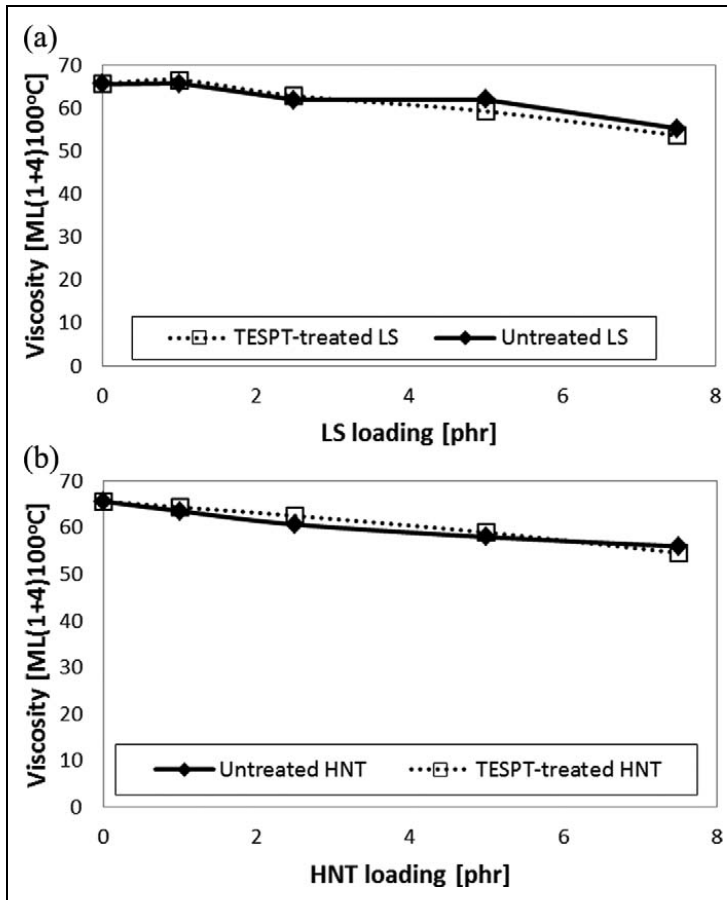 (a)
Viscosity [ML(1+4)100°C]
70
60
50
40
30
20
10
0
TESPT-treated LS
Untreated LS
0 2 4 6 8
LS loading [phr]
(b)
Viscosity [ML(1+4)100°C]
70
60
50
40
30
20
10
0
Untreated HNT
TESPT-treated HNT
0 2 4 6 8
HNT loading [phr]